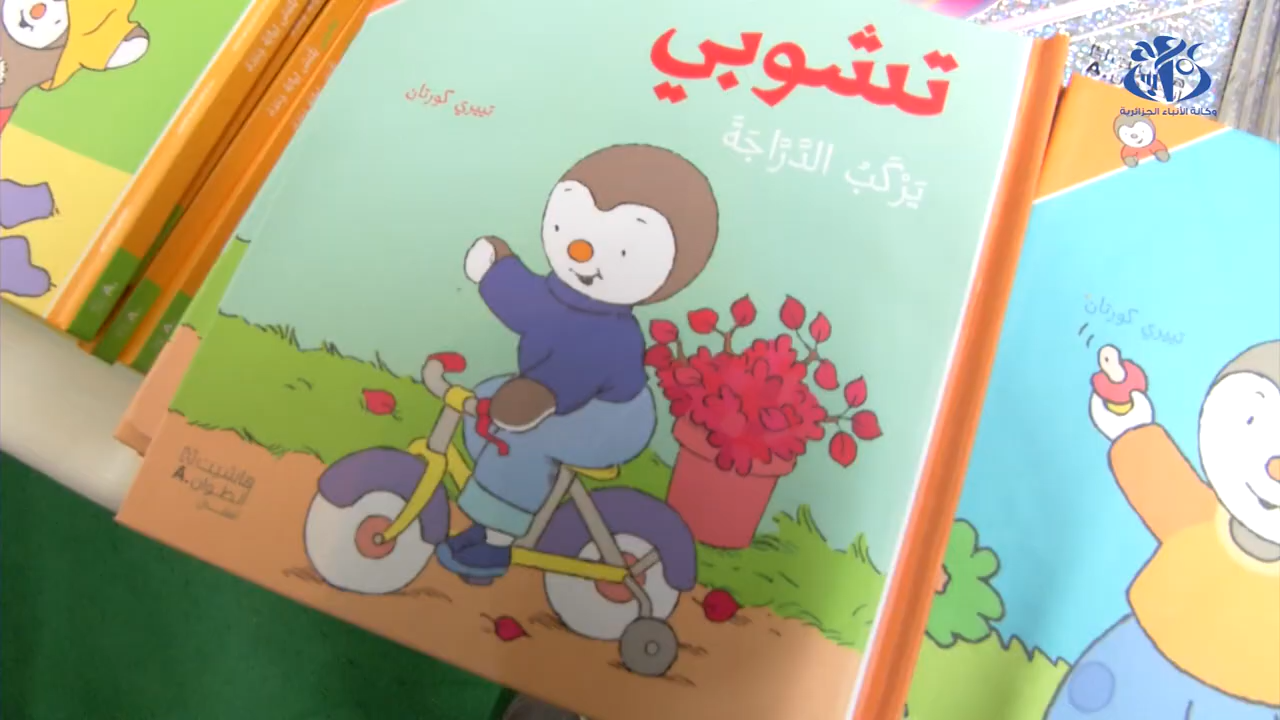 تشوبي
تييري كورتان
يَرْكَبُ الدَّرَّاجَةَ
هاشيت
A.
أنطوان
وكالة الأنباء الجزائرية
تييري كورتان
A.
A.